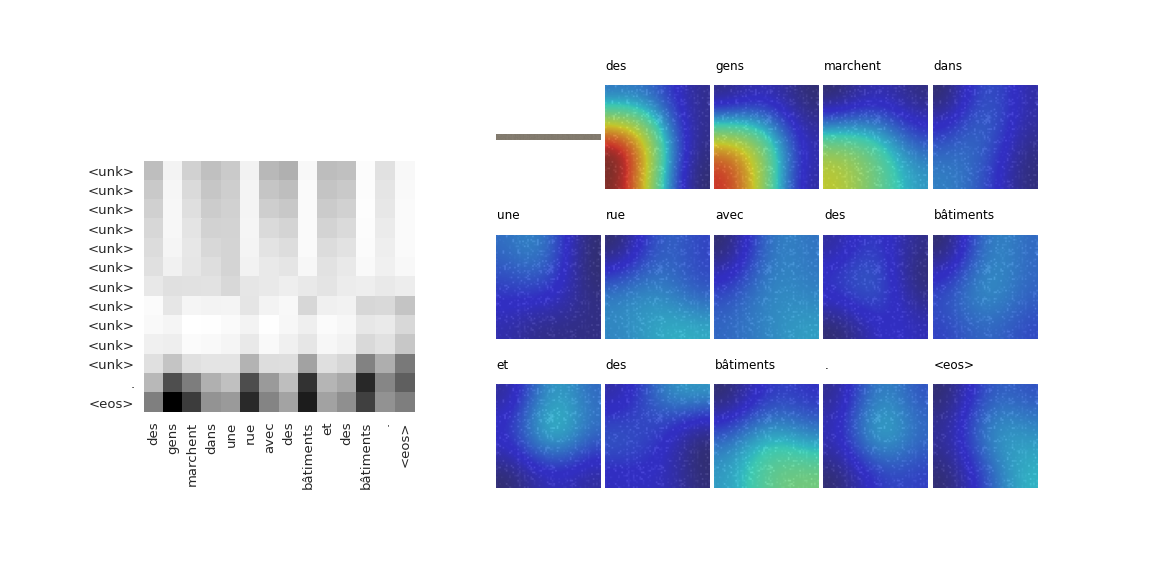 <unk>
<unk>
<unk>
<unk>
<unk>
<unk>
<unk>
<unk>
<unk>
<unk>
<unk>
.
<eos>
des gens marchent dans une rue avec des bâtiments et des bâtiments . <eos>
des gens marchent dans
une rue avec des bâtiments
et des bâtiments . <eos>